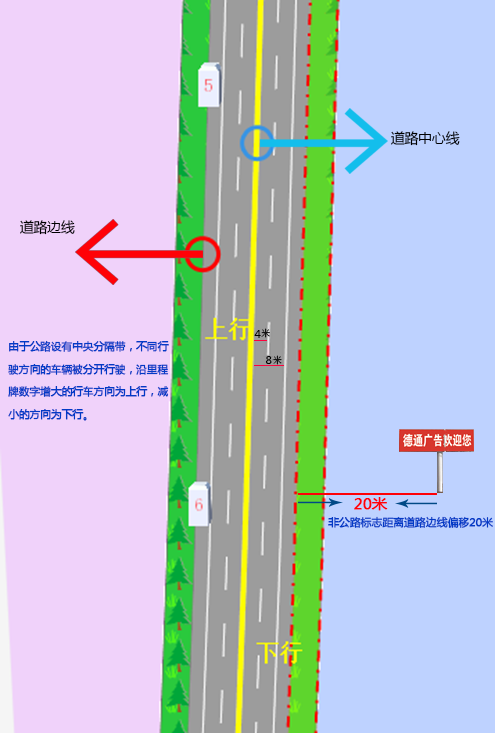 5
道路中心线
道路边线
上行
4米
8米
由于公路设有中央分隔带，不同行
驶方向的车辆被分开行驶，沿里程
牌数字增大的行车方向为上行，减
小的方向为下行。
德通广告欢迎您
6
20米
非公路标志距离道路边线偏移20米
下行